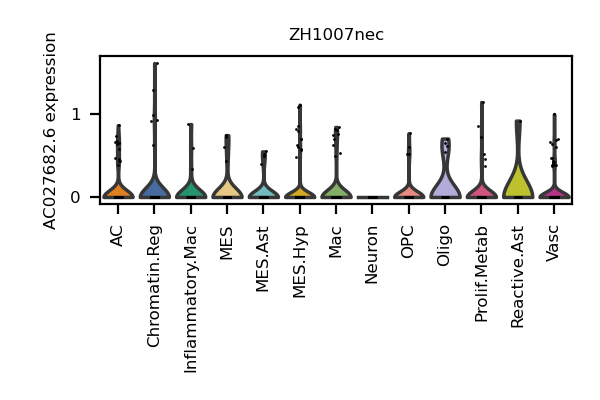 ZH1007nec
AC027682.6 expression
1
0
AC
Chromatin.Reg
Inflammatory.Mac
MES
MES.Ast
MES.Hyp
Mac
Neuron
OPC
Oligo
Prolif.Metab
Reactive.Ast
Vasc